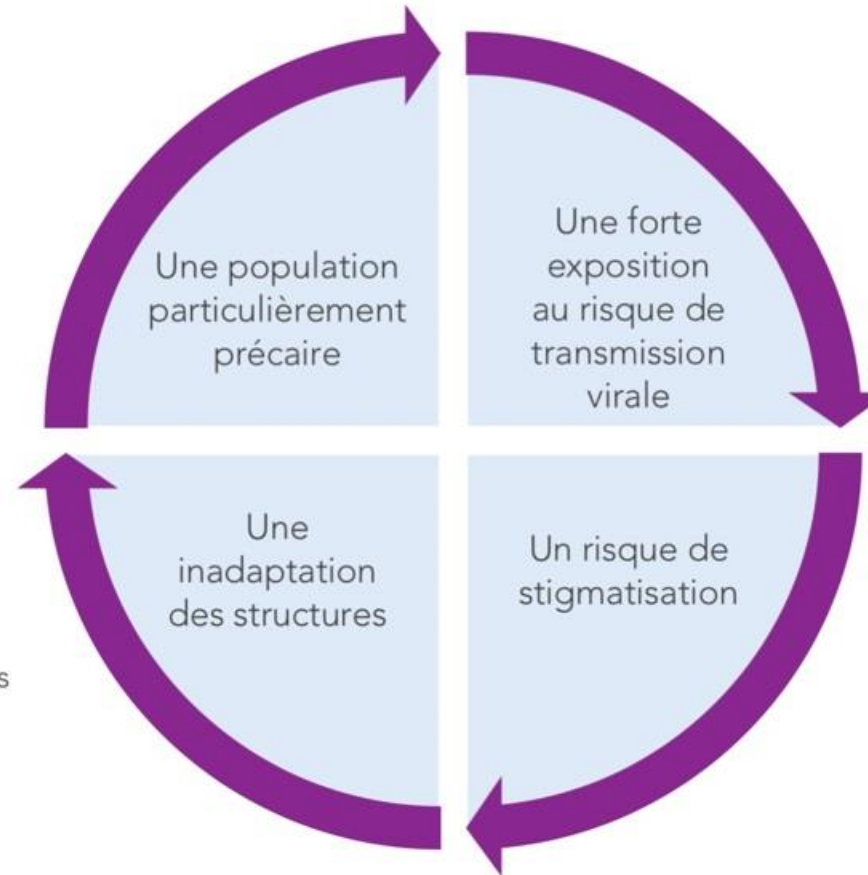 Une population
particulièrement
précaire
Une forte
exposition
au risque de
transmission
virale
Une
inadaptation
des structures
Un risque de
stigmatisation
s